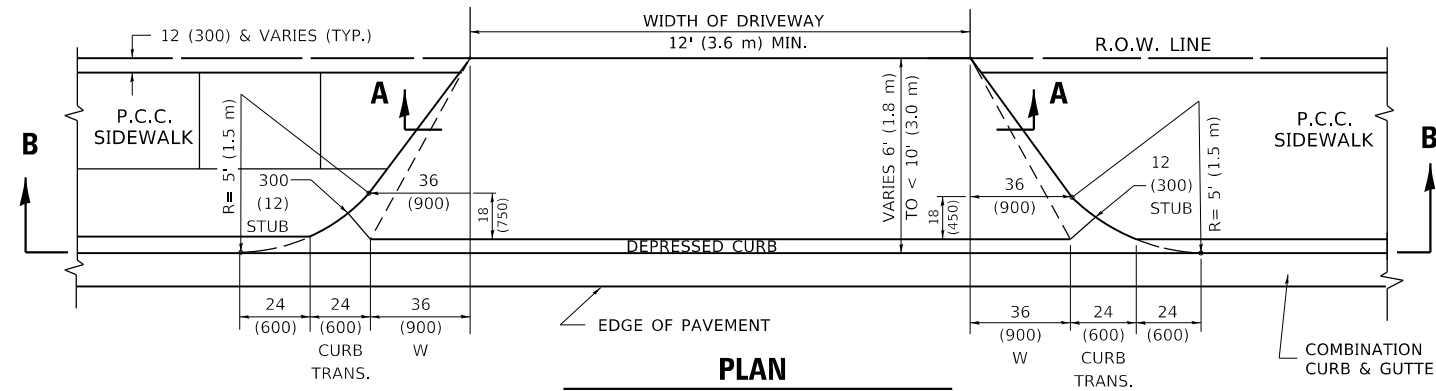 12 (300) & VARIES (TYP.)
WIDTH OF DRIVEWAY
12' (3.6 m) MIN.
R.O.W. LINE
A
A
P.C.C.
SIDEWALK
P.C.C.
SIDEWALK
B
B
R= 5' (1.5 m)
300
(12)
STUB
36
(900)
18
(750)
VARIES 6' (1.8 m)
TO < 10' (3.0 m)
36
(900)
18
(450)
12
(300)
STUB
R= 5' (1.5 m)
DEPRESSED CURB
24
(600)
24
(600)
CURB
TRANS.
36
(900)
W
EDGE OF PAVEMENT
36
(900)
W
24
(600)
CURB
TRANS.
24
(600)
COMBINATION
CURB & GUTTE
PLAN